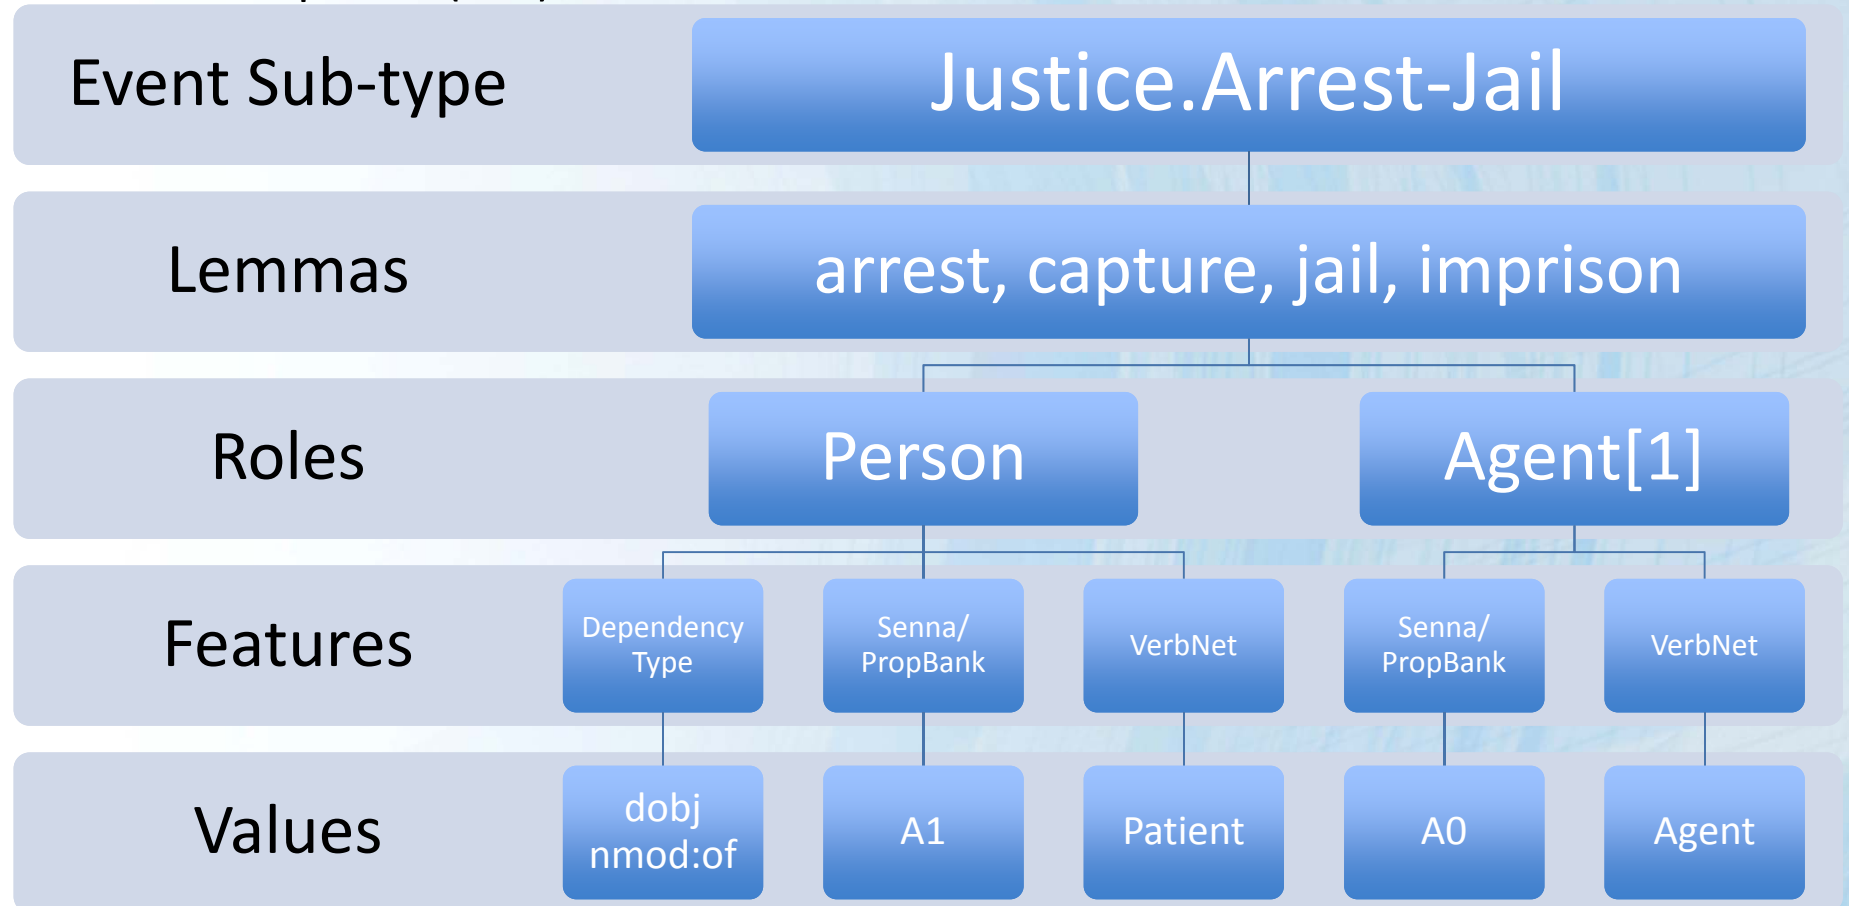 Event Sub-type
Justice.Arrest-Jail
Lemmas
arrest, capture, jail, imprison
Roles
Person
Agent[1]
Features
Dependency
Type
Senna/
PropBank
VerbNet
Senna/
PropBank
VerbNet
Values
dobj
nmod:of
A1
Patient
A0
Agent